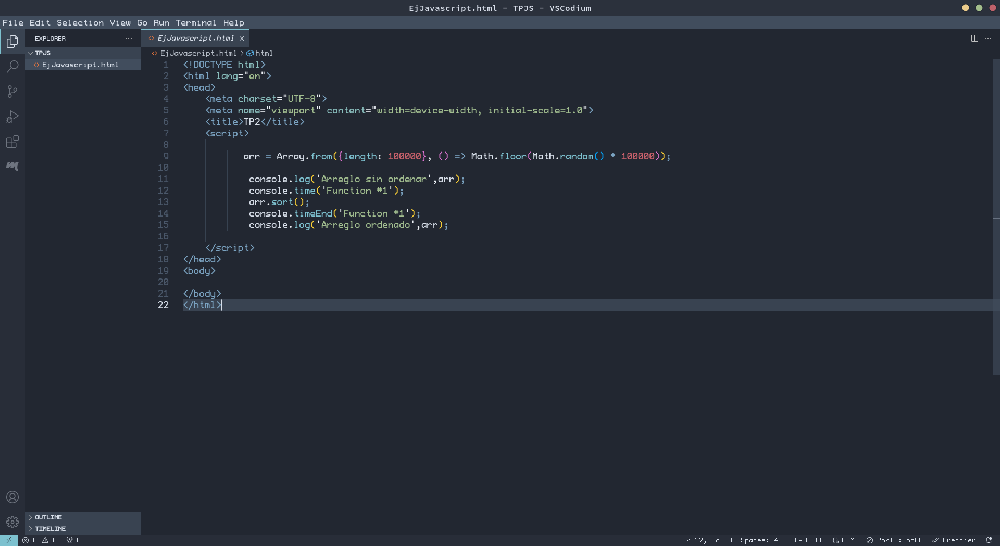 EjJavascript.html - TPJS - VSCodium
File Edit Selection View Go Run Terminal Help
EXPLORER
EjJavascript.html
TPJS
EjJavascript.html > html
EjJavascript.html
1 <!DOCTYPE html>
2 <html lang="en">
3 <head>
4 <meta charset="UTF-8">
5 <meta name="viewport" content="width=device-width, initial-scale=1.0">
6 <title>TP2</title>
7 <script>
8
9 arr = Array.from({length: 100000}, () => Math.floor(Math.random() * 100000));
10
11 console.log('Arreglo sin ordenar',arr);
12 console.time('Function #1');
13 arr.sort();
14 console.timeEnd('Function #1');
15 console.log('Arreglo ordenado',arr);
16
17 </script>
18 </head>
19 <body>
20
21 </body>
22 </html>
OUTLINE
TIMELINE
0 0 0 Ln 22, Col 8 Spaces: 4 UTF-8 LF HTML Port : 5500 Prettier